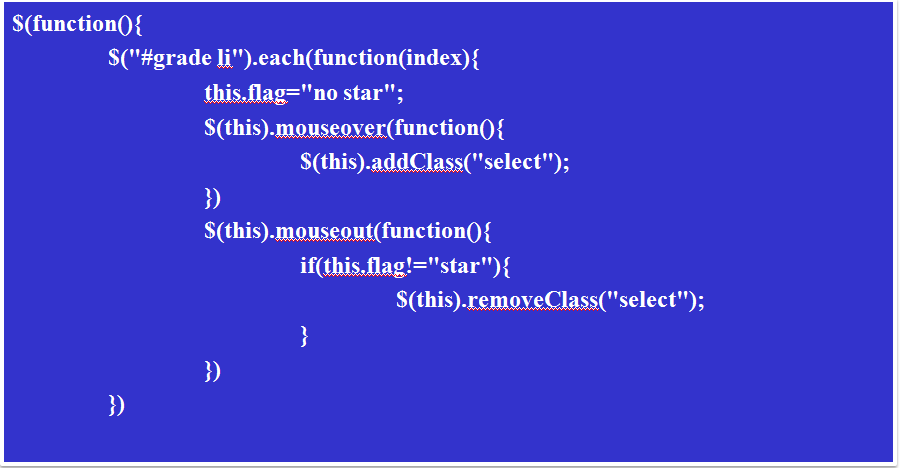 $(function(){
$("#grade li").each(function(index){
this.flag="no star";
$(this).mouseover(function(){
$(this).addClass("select");
})
$(this).mouseout(function(){
if(this.flag!="star"){
$(this).removeClass("select");
}
})
})